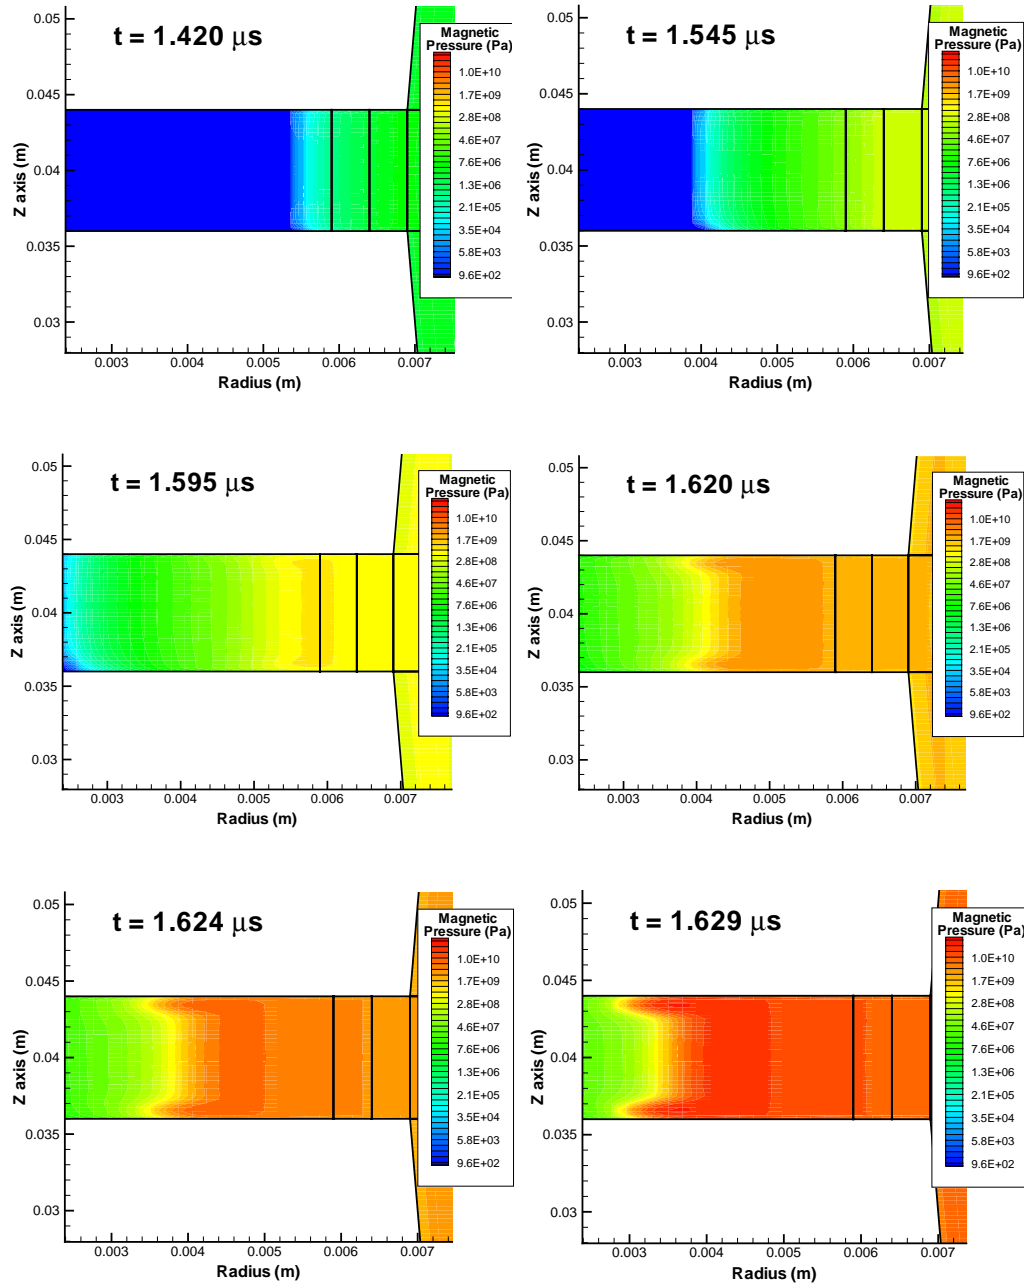 t = 1.420 μs
Magnetic
Pressure (Pa)
1.0E+10
1.7E+09
2.8E+08
4.6E+07
7.6E+06
1.3E+06
2.1E+05
3.5E+04
5.8E+03
9.6E+02
0.05
0.045
0.04
0.035
0.03
Z axis (m)
0.003 0.004 0.005 0.006 0.007
Radius (m)
t = 1.545 μs
Magnetic
Pressure (Pa)
1.0E+10
1.7E+09
2.8E+08
4.6E+07
7.6E+06
1.3E+06
2.1E+05
3.5E+04
5.8E+03
9.6E+02
0.05
0.045
0.04
0.035
0.03
Z axis (m)
0.003 0.004 0.005 0.006 0.007
Radius (m)
t = 1.595 μs
Magnetic
Pressure (Pa)
1.0E+10
1.7E+09
2.8E+08
4.6E+07
7.6E+06
1.3E+06
2.1E+05
3.5E+04
5.8E+03
9.6E+02
0.05
0.045
0.04
0.035
0.03
Z axis (m)
0.003 0.004 0.005 0.006 0.007
Radius (m)
t = 1.620 μs
Magnetic
Pressure (Pa)
1.0E+10
1.7E+09
2.8E+08
4.6E+07
7.6E+06
1.3E+06
2.1E+05
3.5E+04
5.8E+03
9.6E+02
0.05
0.045
0.04
0.035
0.03
Z axis (m)
0.003 0.004 0.005 0.006 0.007
Radius (m)
t = 1.624 μs
Magnetic
Pressure (Pa)
1.0E+10
1.7E+09
2.8E+08
4.6E+07
7.6E+06
1.3E+06
2.1E+05
3.5E+04
5.8E+03
9.6E+02
0.05
0.045
0.04
0.035
0.03
Z axis (m)
0.003 0.004 0.005 0.006 0.007
Radius (m)
t = 1.629 μs
Magnetic
Pressure (Pa)
1.0E+10
1.7E+09
2.8E+08
4.6E+07
7.6E+06
1.3E+06
2.1E+05
3.5E+04
5.8E+03
9.6E+02
0.05
0.045
0.04
0.035
0.03
Z axis (m)
0.003 0.004 0.005 0.006 0.007
Radius (m)